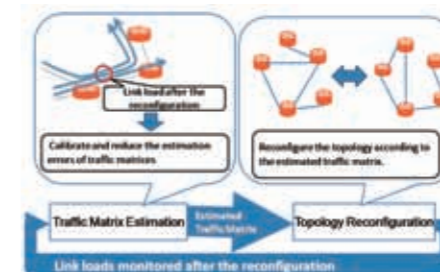 Link load after the
reconfiguration
Calibrate and reduce the estimation
errors of traffic matrices
Reconfigure the topology according to
the estimated traffic matrix.
Traffic Matrix Estimation
Estimated
Traffic Matrix
Topology Reconfiguration
Link loads monitored after the reconfiguration